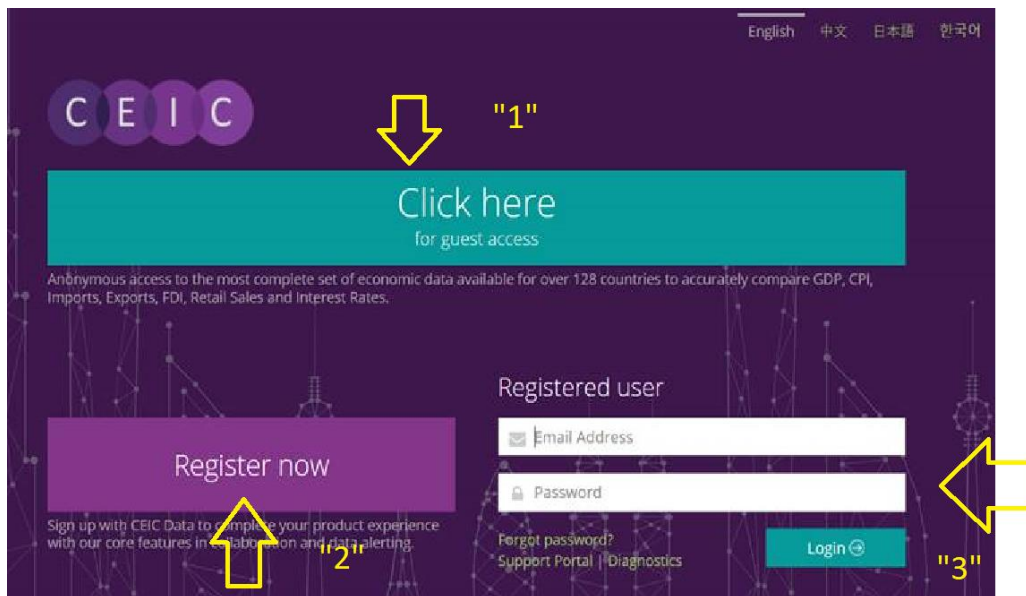 English 中文 日本語 한국어
CEIC
"1"
Click here
for guest access
Anonymous access to the most complete set of economic data available for over 128 countries to accurately compare GDP, CPI,
Imports, Exports, FDI, Retail Sales and Interest Rates.
Registered user
Email Address
Register now
Password
Sign up with CEIC Data to complete your product experience
with our core features in collaboration and data alerting.
"2"
Forgot password?
Support Portal | Diagnostics
Login
"3"